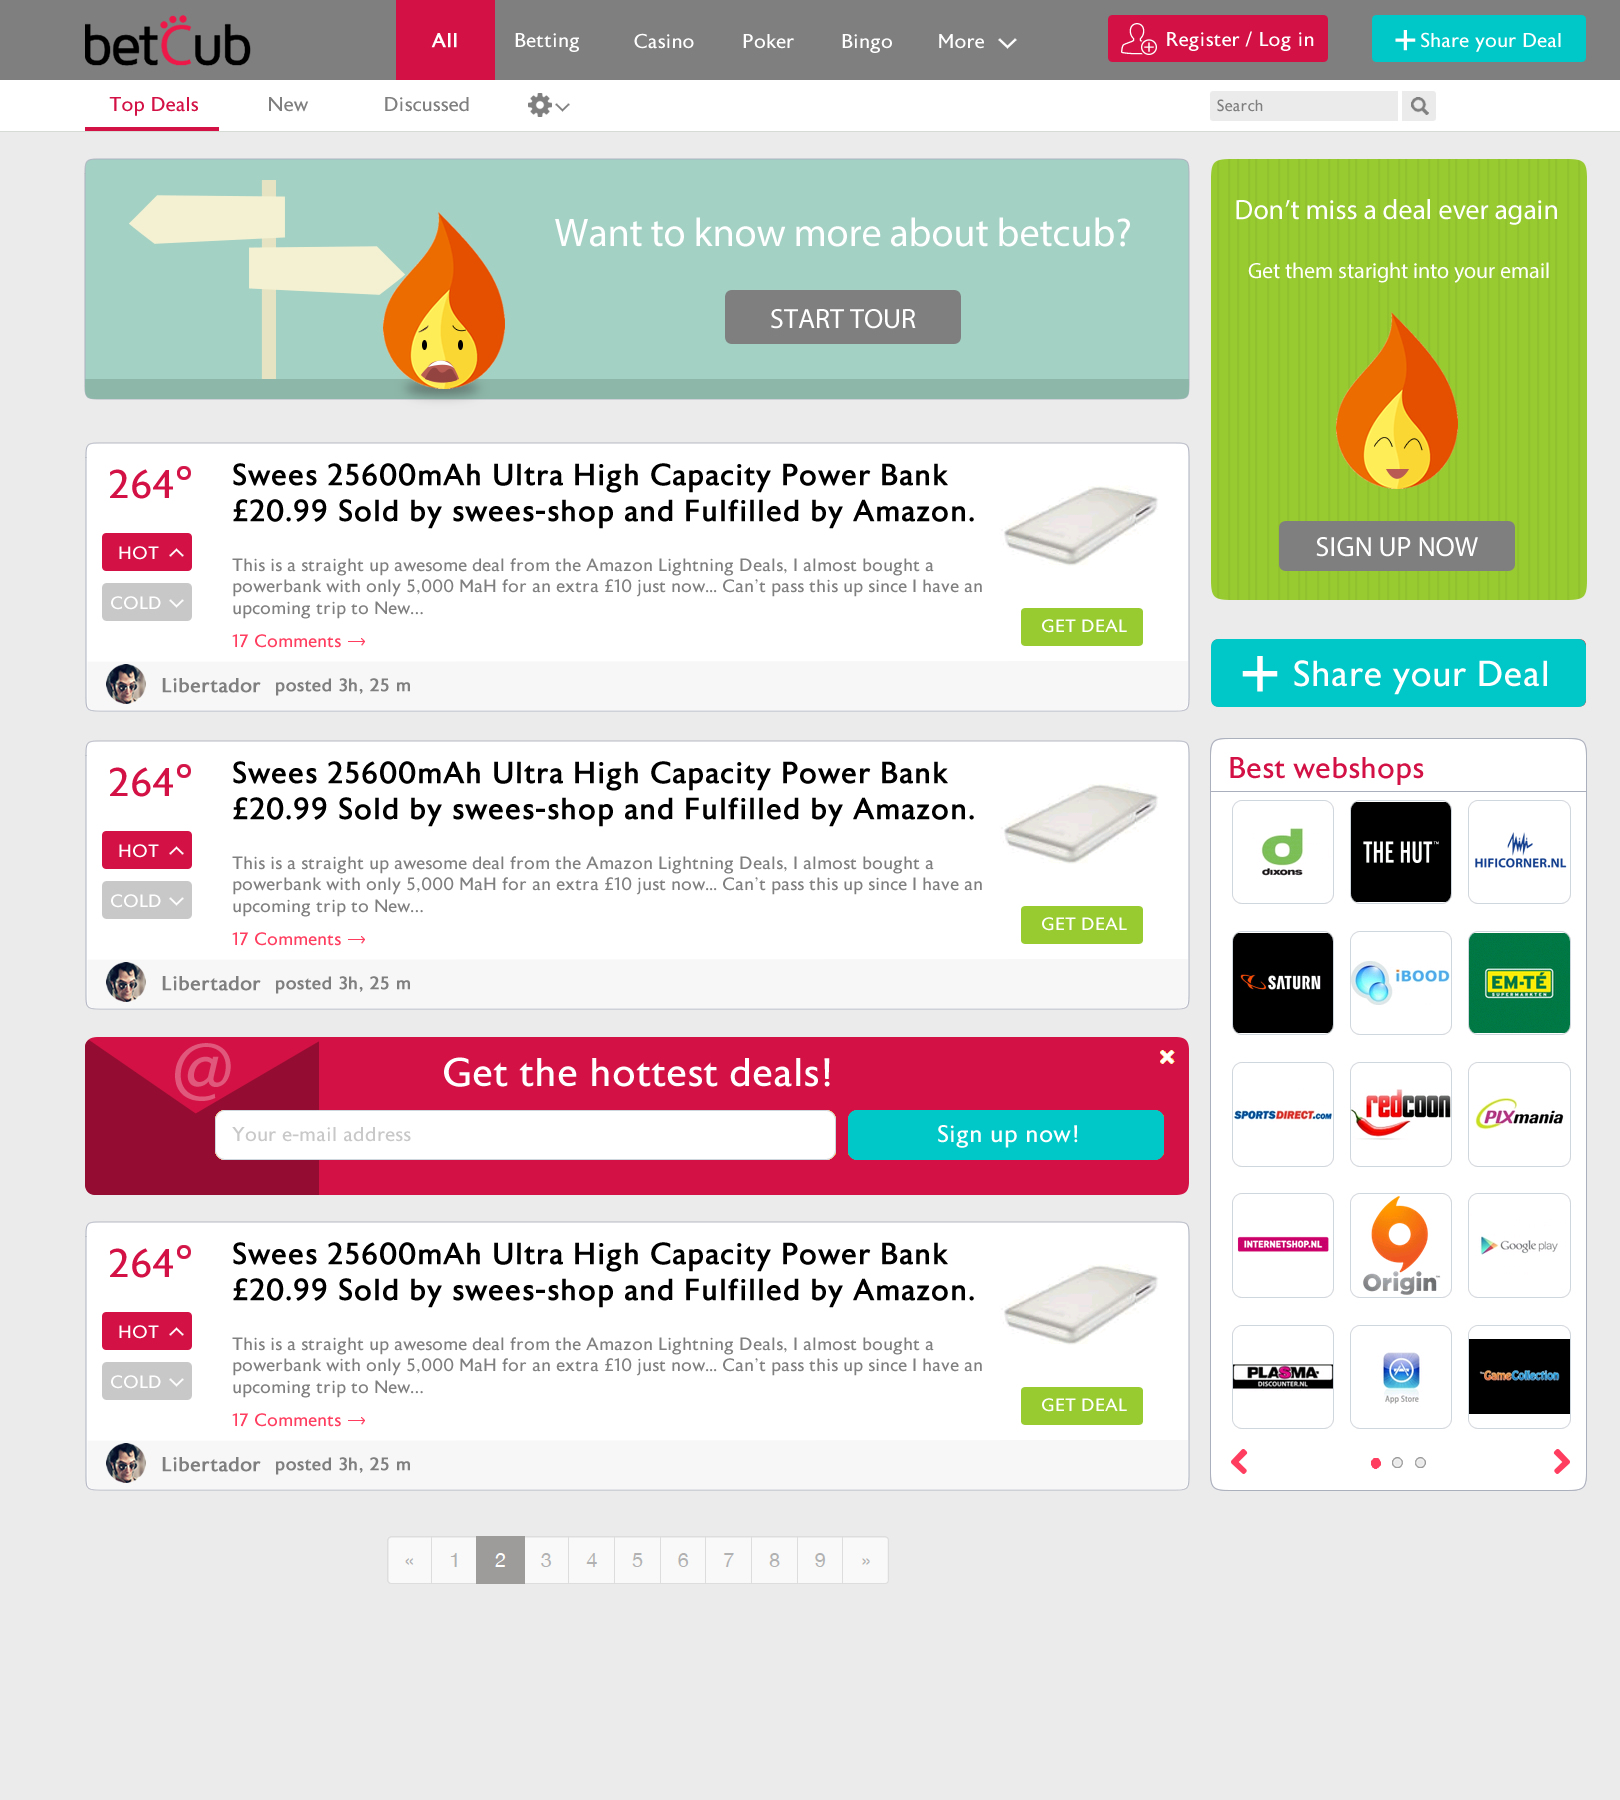 betCub
All
Betting
Casino
Poker
Bingo
More
Register / Log in
Share your Deal
Top Deals
New
Discussed
Search
Want to know more about betcub?
START TOUR
Don't miss a deal ever again
Get them staright into your email
SIGN UP NOW
264°
HOT
COLD
Swees 25600mAh Ultra High Capacity Power Bank
£20.99 Sold by swees-shop and Fulfilled by Amazon.
This is a straight up awesome deal from the Amazon Lightning Deals, I almost bought a
powerbank with only 5,000 MaH for an extra £10 just now... Can't pass this up since I have an
upcoming trip to New...
17 Comments →
GET DEAL
Libertador posted 3h, 25 m
Share your Deal
264°
HOT
COLD
Swees 25600mAh Ultra High Capacity Power Bank
£20.99 Sold by swees-shop and Fulfilled by Amazon.
This is a straight up awesome deal from the Amazon Lightning Deals, I almost bought a
powerbank with only 5,000 MaH for an extra £10 just now... Can't pass this up since I have an
upcoming trip to New...
17 Comments →
GET DEAL
Libertador posted 3h, 25 m
@
Get the hottest deals!
Your e-mail address
Sign up now!
264°
HOT
COLD
Swees 25600mAh Ultra High Capacity Power Bank
£20.99 Sold by swees-shop and Fulfilled by Amazon.
This is a straight up awesome deal from the Amazon Lightning Deals, I almost bought a
powerbank with only 5,000 MaH for an extra £10 just now... Can't pass this up since I have an
upcoming trip to New...
17 Comments →
GET DEAL
Libertador posted 3h, 25 m
Best webshops
d
dixons
THE HUT™
HIFICORNER.NL
SATURN
iBOOD
EM-TÉ
SUPERMARKTEN
SPORTSDIRECT.COM
redcoon
PIXmania
INTERNETSHOP.NL
Origin™
Google play
PLASMA
DISCOUNTER.NL
App Store
The GameCollection
« 1 2 3 4 5 6 7 8 9 »